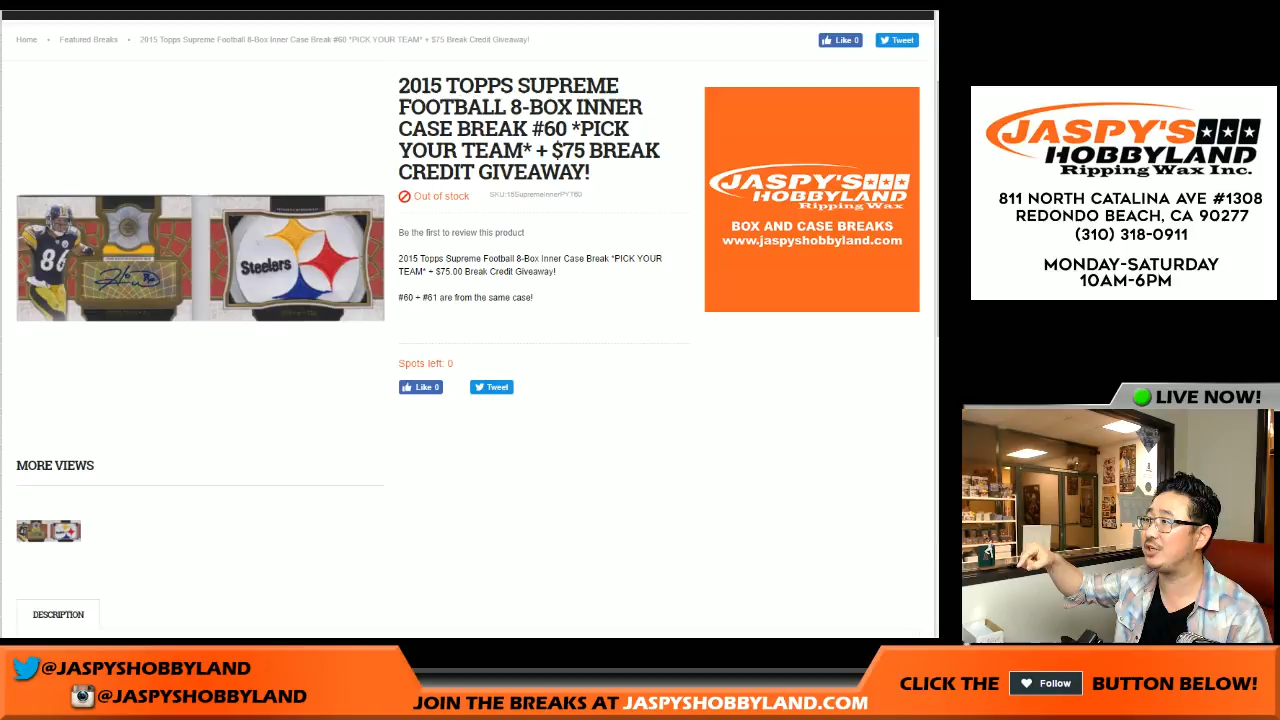 Home • Featured Breaks • 2015 Topps Supreme Football 8-Box Inner Case Break #60 *PICK YOUR TEAM* + $75 Break Credit Giveaway!
Like 0
Tweet
2015 TOPPS SUPREME
FOOTBALL 8-BOX INNER
CASE BREAK #60 *PICK
YOUR TEAM* + $75 BREAK
CREDIT GIVEAWAY!
Out of stock
SKU:15SupremeInnerPYT60
Be the first to review this product
2015 Topps Supreme Football 8-Box Inner Case Break *PICK YOUR
TEAM* + $75.00 Break Credit Giveaway!
#60 + #61 are from the same case!
Spots left: 0
Like 0
Tweet
86
Steelers
MORE VIEWS
DESCRIPTION
JASPY'S
HOBBYLAND
Ripping Wax
BOX AND CASE BREAKS
www.jaspyshobbyland.com
JASPY'S
HOBBYLAND
Ripping Wax Inc.
811 NORTH CATALINA AVE #1308
REDONDO BEACH, CA 90277
(310) 318-0911
MONDAY-SATURDAY
10AM-6PM
LIVE NOW!
@JASPYSHOBBYLAND
@JASPYSHOBBYLAND
JOIN THE BREAKS AT JASPYSHOBBYLAND.COM
CLICK THE Follow BUTTON BELOW!